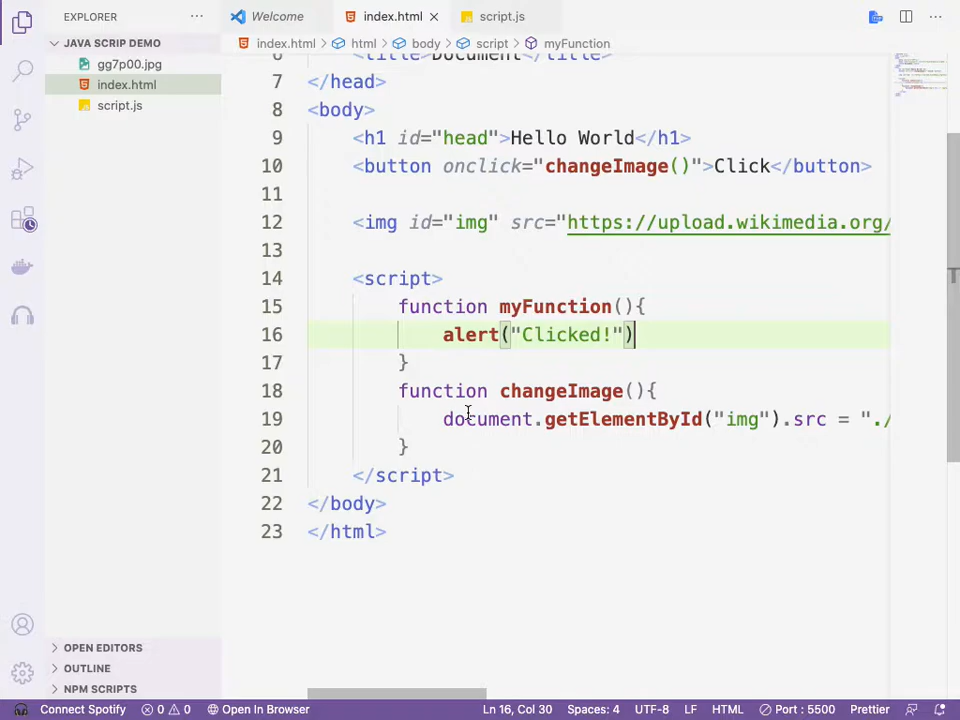 EXPLORER
Welcome
index.html
script.js
JAVA SCRIP DEMO
index.html > html > body > script > myFunction
gg7p00.jpg
index.html
script.js
6 <title>Document</title>
7 </head>
8 <body>
9 <h1 id="head">Hello World</h1>
10 <button onclick="changeImage()">Click</button>
11
12 <img id="img" src="https://upload.wikimedia.org/
13
14 <script>
15 function myFunction(){
16 alert("Clicked!")
17 }
18 function changeImage(){
19 document.getElementById("img").src = "./
20 }
21 </script>
22 </body>
23 </html>
OPEN EDITORS
OUTLINE
NPM SCRIPTS
Connect Spotify 0 0 Open In Browser Ln 16, Col 30 Spaces: 4 UTF-8 LF HTML Port : 5500 Prettier